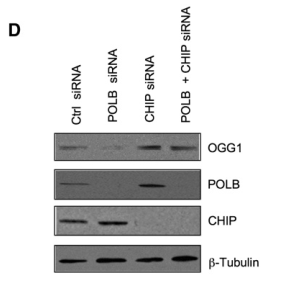 D
Ctrl siRNA
POLB siRNA
CHIP siRNA
POLB + CHIP siRNA
OGG1
POLB
CHIP
β-Tubulin